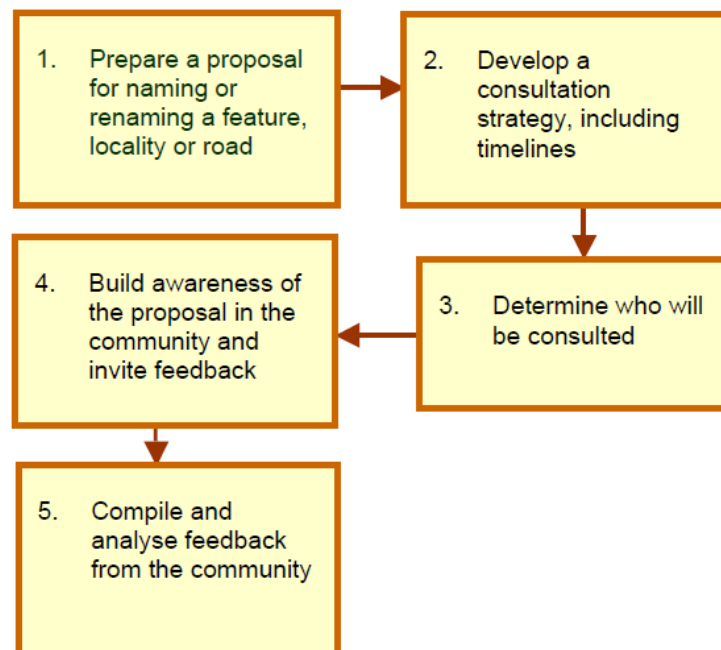 1. Prepare a proposal
for naming or
renaming a feature,
locality or road
2. Develop a
consultation
strategy, including
timelines
3. Determine who will
be consulted
4. Build awareness of
the proposal in the
community and
invite feedback
5. Compile and
analyse feedback
from the community